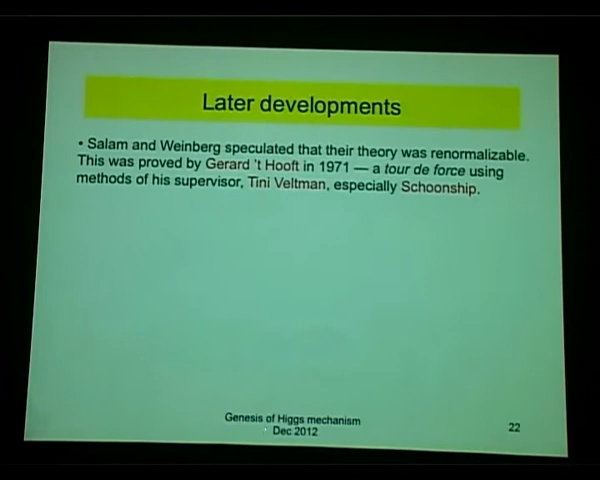 Later developments
• Salam and Weinberg speculated that their theory was renormalizable.
This was proved by Gerard 't Hooft in 1971 — a tour de force using
methods of his supervisor, Tini Veltman, especially Schoonship.
Genesis of Higgs mechanism
Dec 2012
22